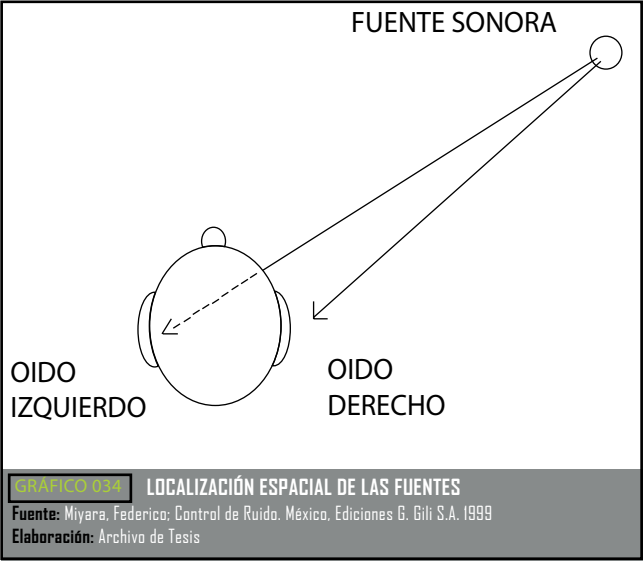 FUENTE SONORA
OIDO
IZQUIERDO
OIDO
DERECHO
GRÁFICO 034 LOCALIZACIÓN ESPACIAL DE LAS FUENTES
Fuente: Miyara, Federico; Control de Ruido. México, Ediciones G. Gili S.A. 1999
Elaboración: Archivo de Tesis